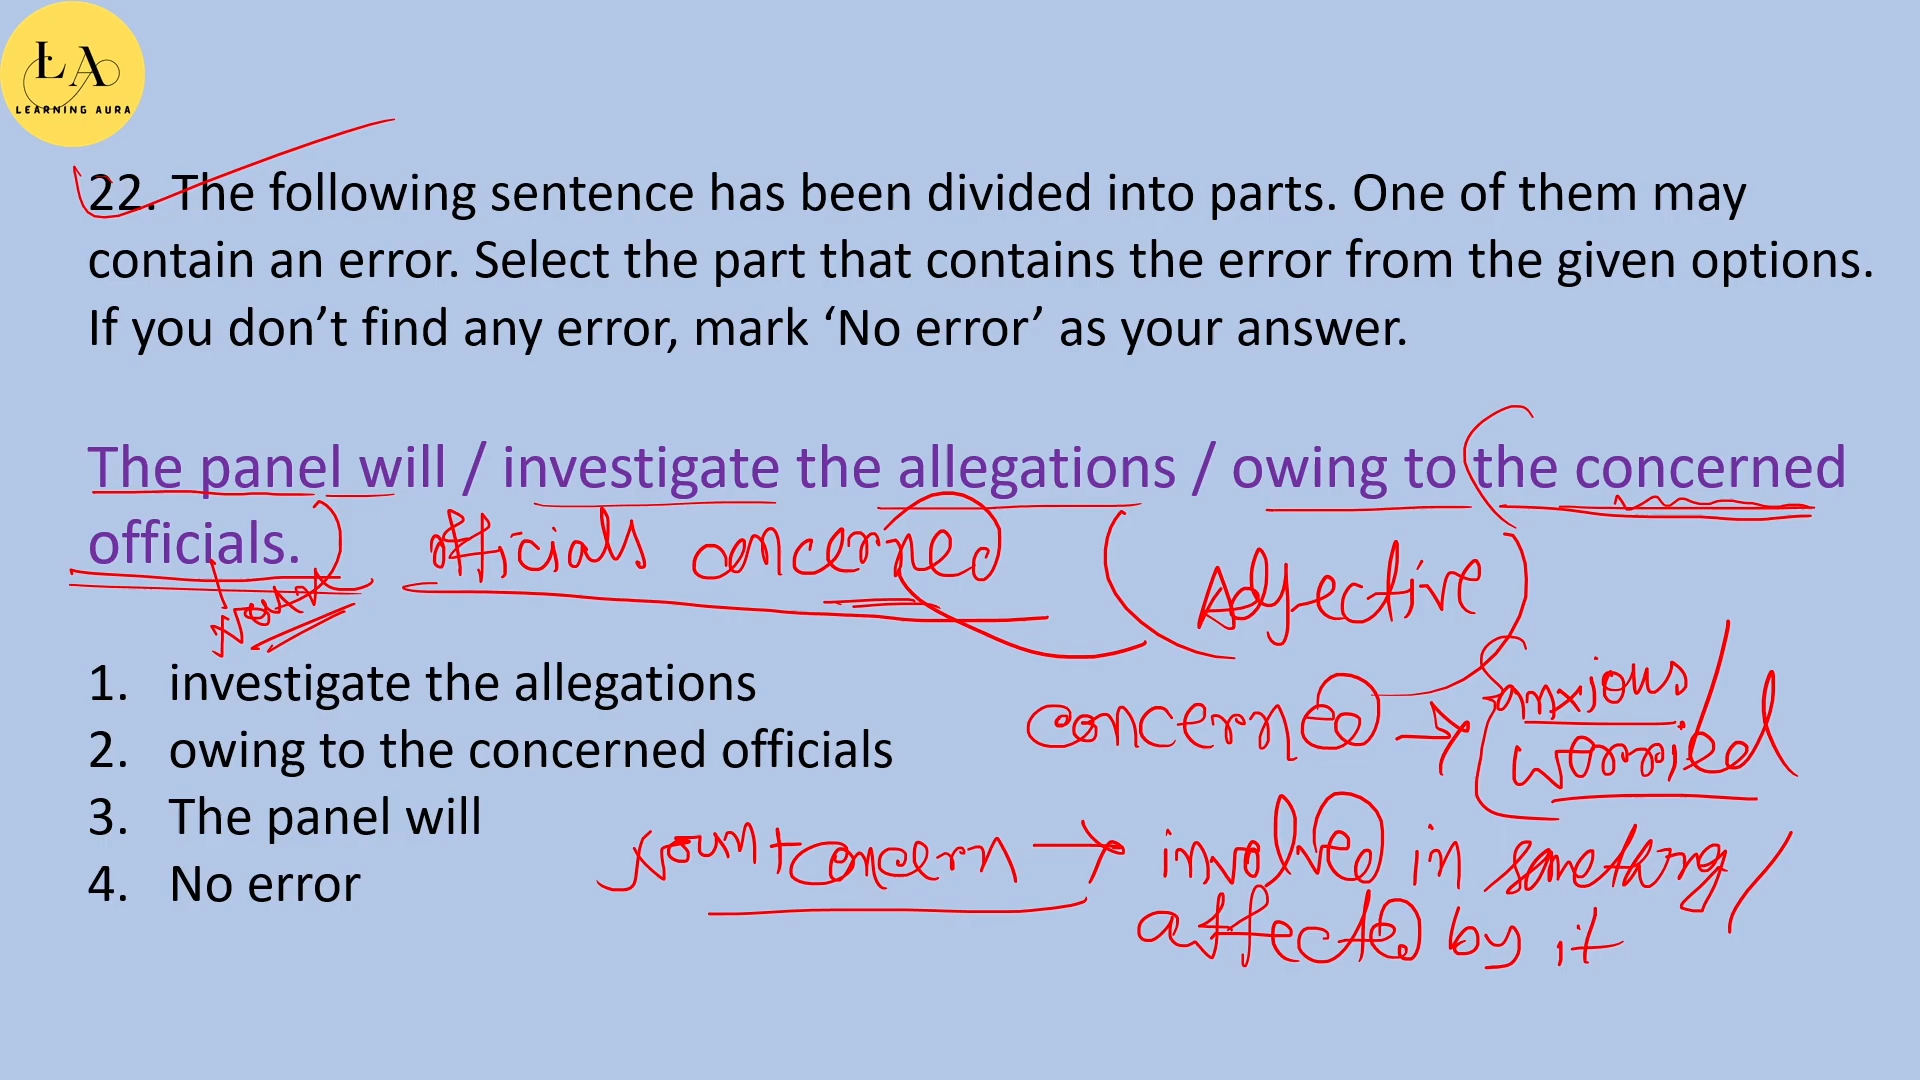 LA
LEARNING AURA
22. The following sentence has been divided into parts. One of them may
contain an error. Select the part that contains the error from the given options.
If you don’t find any error, mark ‘No error’ as your answer.
The panel will / investigate the allegations / owing to the concerned
officials.
officials concerned
Adjective
Noun
1. investigate the allegations
2. owing to the concerned officials
3. The panel will
4. No error
concerned → anxious/
worried
Noun + concern → involved in something/
affected by it